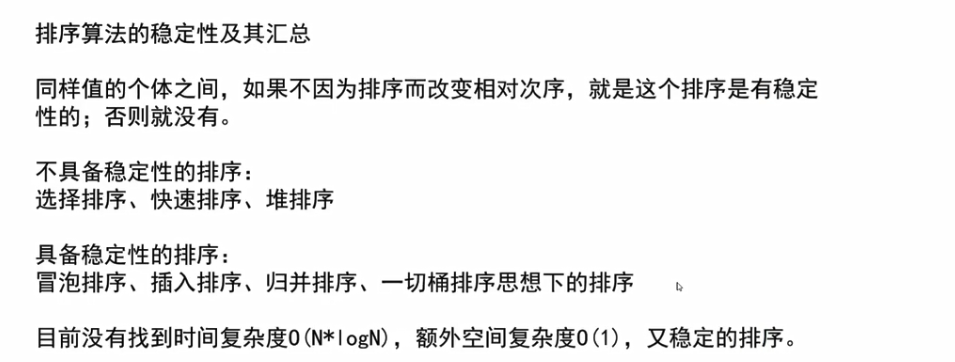 排序算法的稳定性及其汇总
同样值的个体之间，如果不因为排序而改变相对次序，就是这个排序是有稳定
性的；否则就没有。
不具备稳定性的排序：
选择排序、快速排序、堆排序
具备稳定性的排序：
冒泡排序、插入排序、归并排序、一切桶排序思想下的排序
目前没有找到时间复杂度O(N*logN)，额外空间复杂度O(1)，又稳定的排序。